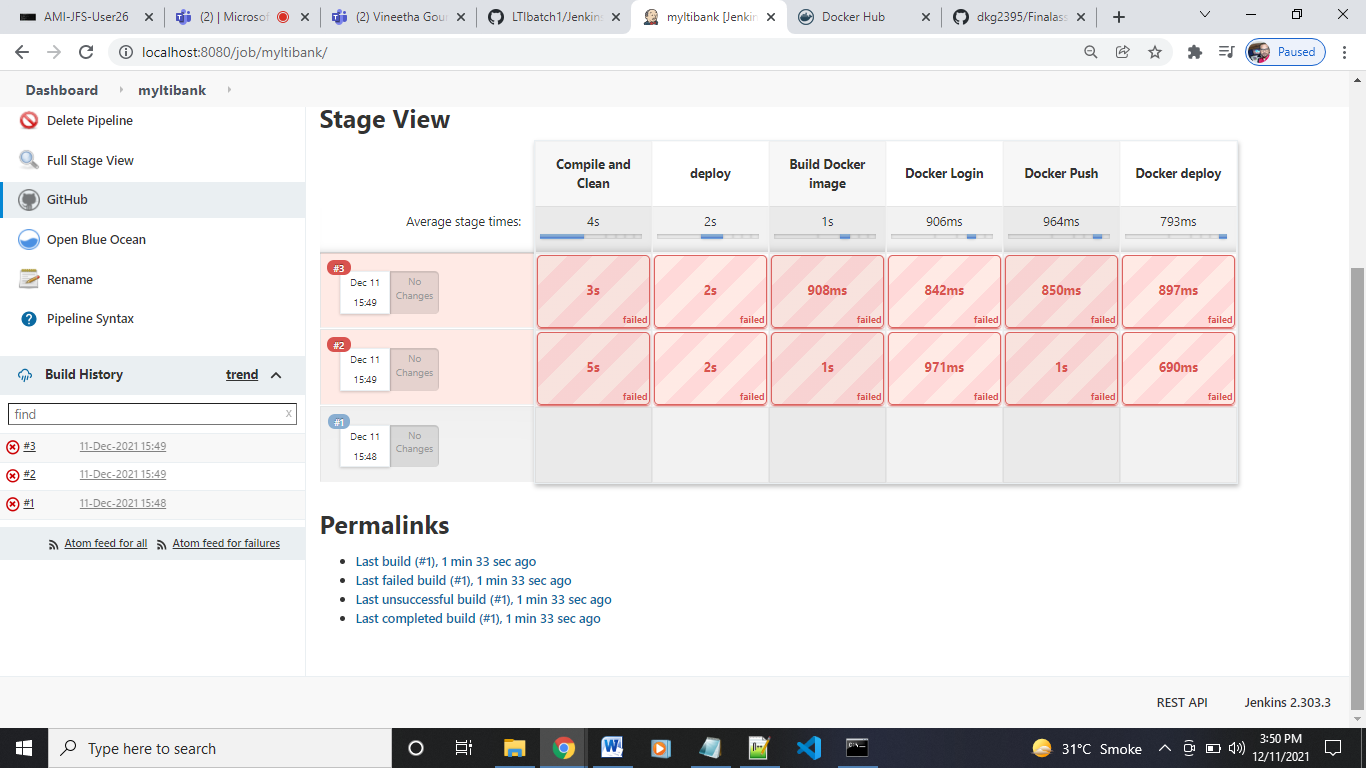 AMI-JFS-User26
(2) | Microsof
(2) Vineetha Gou
LTIbatch1/Jenkin
myltibank [Jenkin
Docker Hub
dkg2395/Finalass
localhost:8080/job/myltibank/
Paused
Dashboard
myltibank
Delete Pipeline
Full Stage View
GitHub
Open Blue Ocean
Rename
Pipeline Syntax
Build History
trend
find
x
#3
11-Dec-2021 15:49
#2
11-Dec-2021 15:49
#1
11-Dec-2021 15:48
Atom feed for all
Atom feed for failures
Stage View
Compile and
Clean
deploy
Build Docker
image
Docker Login
Docker Push
Docker deploy
Average stage times:
4s
2s
1s
906ms
964ms
793ms
#3
Dec 11
15:49
No
Changes
3s
failed
2s
failed
908ms
failed
842ms
failed
850ms
failed
897ms
failed
#2
Dec 11
15:49
No
Changes
5s
failed
2s
failed
1s
failed
971ms
failed
1s
failed
690ms
failed
#1
Dec 11
15:48
No
Changes
Permalinks
Last build (#1), 1 min 33 sec ago
Last failed build (#1), 1 min 33 sec ago
Last unsuccessful build (#1), 1 min 33 sec ago
Last completed build (#1), 1 min 33 sec ago
REST API
Jenkins 2.303.3
Type here to search
31°C Smoke
3:50 PM
12/11/2021